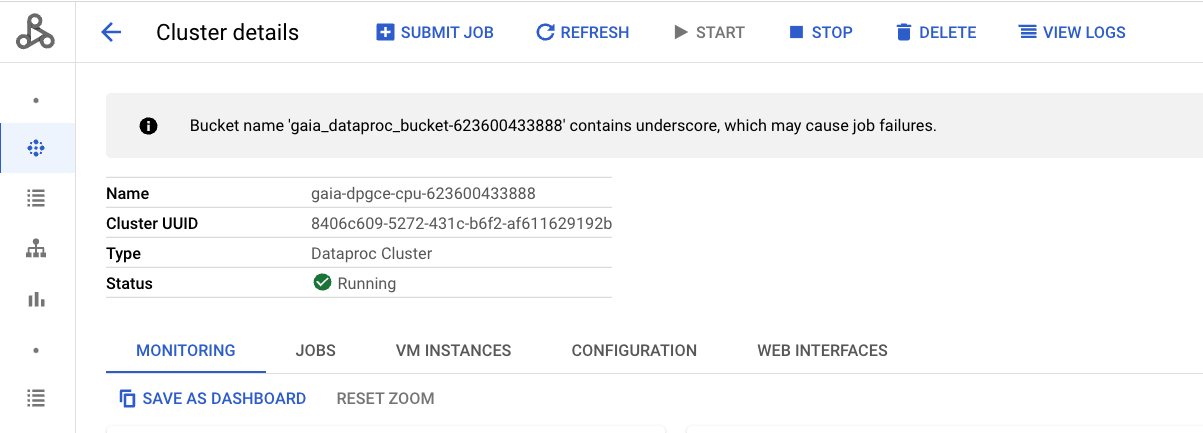 Cluster details SUBMIT JOB REFRESH START STOP DELETE VIEW LOGS
Bucket name 'gaia_dataproc_bucket-623600433888' contains underscore, which may cause job failures.
Name gaia-dpgce-cpu-623600433888
Cluster UUID 8406c609-5272-431c-b6f2-af611629192b
Type Dataproc Cluster
Status Running
MONITORING JOBS VM INSTANCES CONFIGURATION WEB INTERFACES
SAVE AS DASHBOARD RESET ZOOM